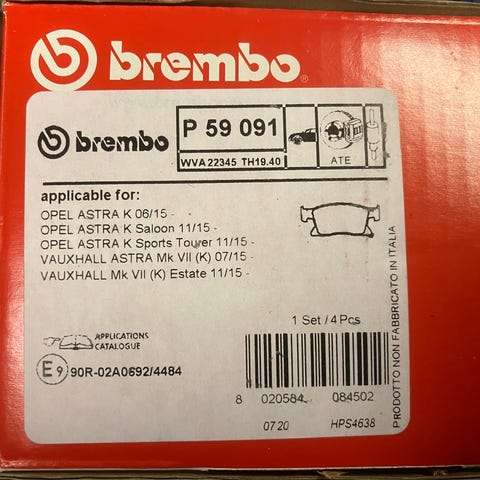 brembo®
brembo
P 59 091
WVA 22345 TH19.40
ATE
applicable for:
OPEL ASTRA K 06/15 -
OPEL ASTRA K Saloon 11/15 -
OPEL ASTRA K Sports Tourer 11/15 -
VAUXHALL ASTRA Mk VII (K) 07/15 -
VAUXHALL Mk VII (K) Estate 11/15 -
1 Set / 4 Pcs
APPLICATIONS
CATALOGUE
E 9 90R-02A0692/4484
8 020584 084502
07 20 HPS4638
PRODOTTO NON FABBRICATO IN ITALIA